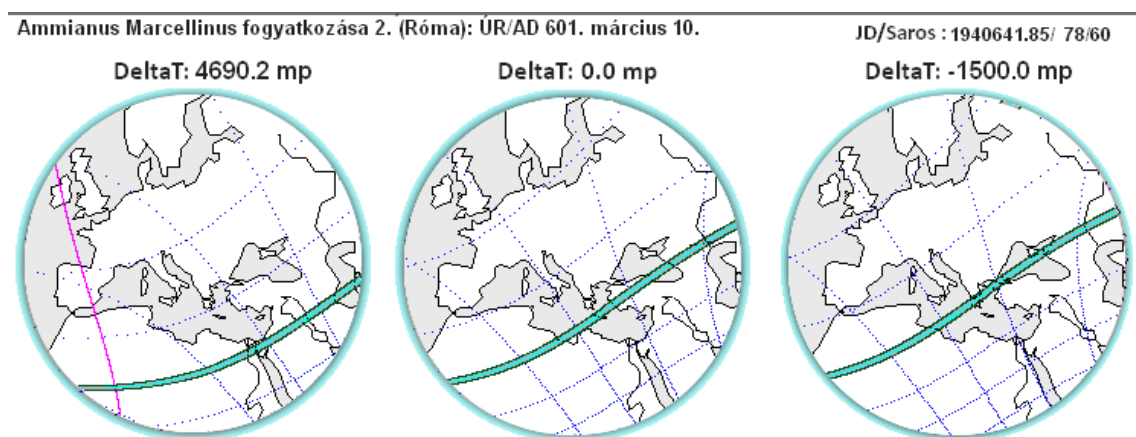 Ammianus Marcellinus fogyatkozása 2. (Róma): ÚR/AD 601. március 10.
JD/Saros : 1940641.85/ 78/60
DeltaT: 4690.2 mp
DeltaT: 0.0 mp
DeltaT: -1500.0 mp